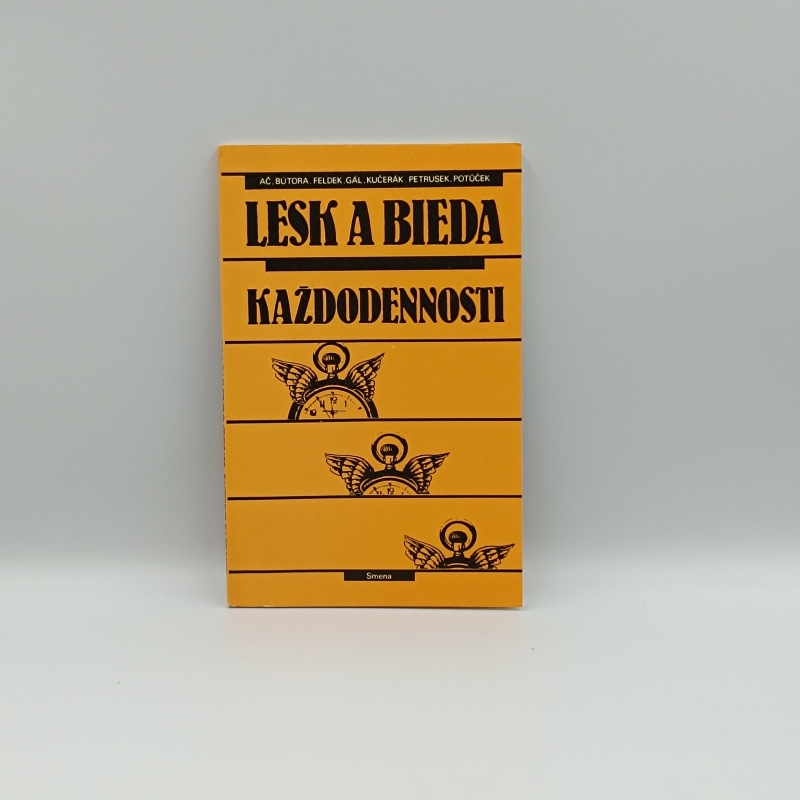 AČ. BÚTORA. FELDEK. GÁL. KUČERÁK. PETRUSEK. POTŮČEK
LESK A BIEDA
KAŽDODENNOSTI
Smena